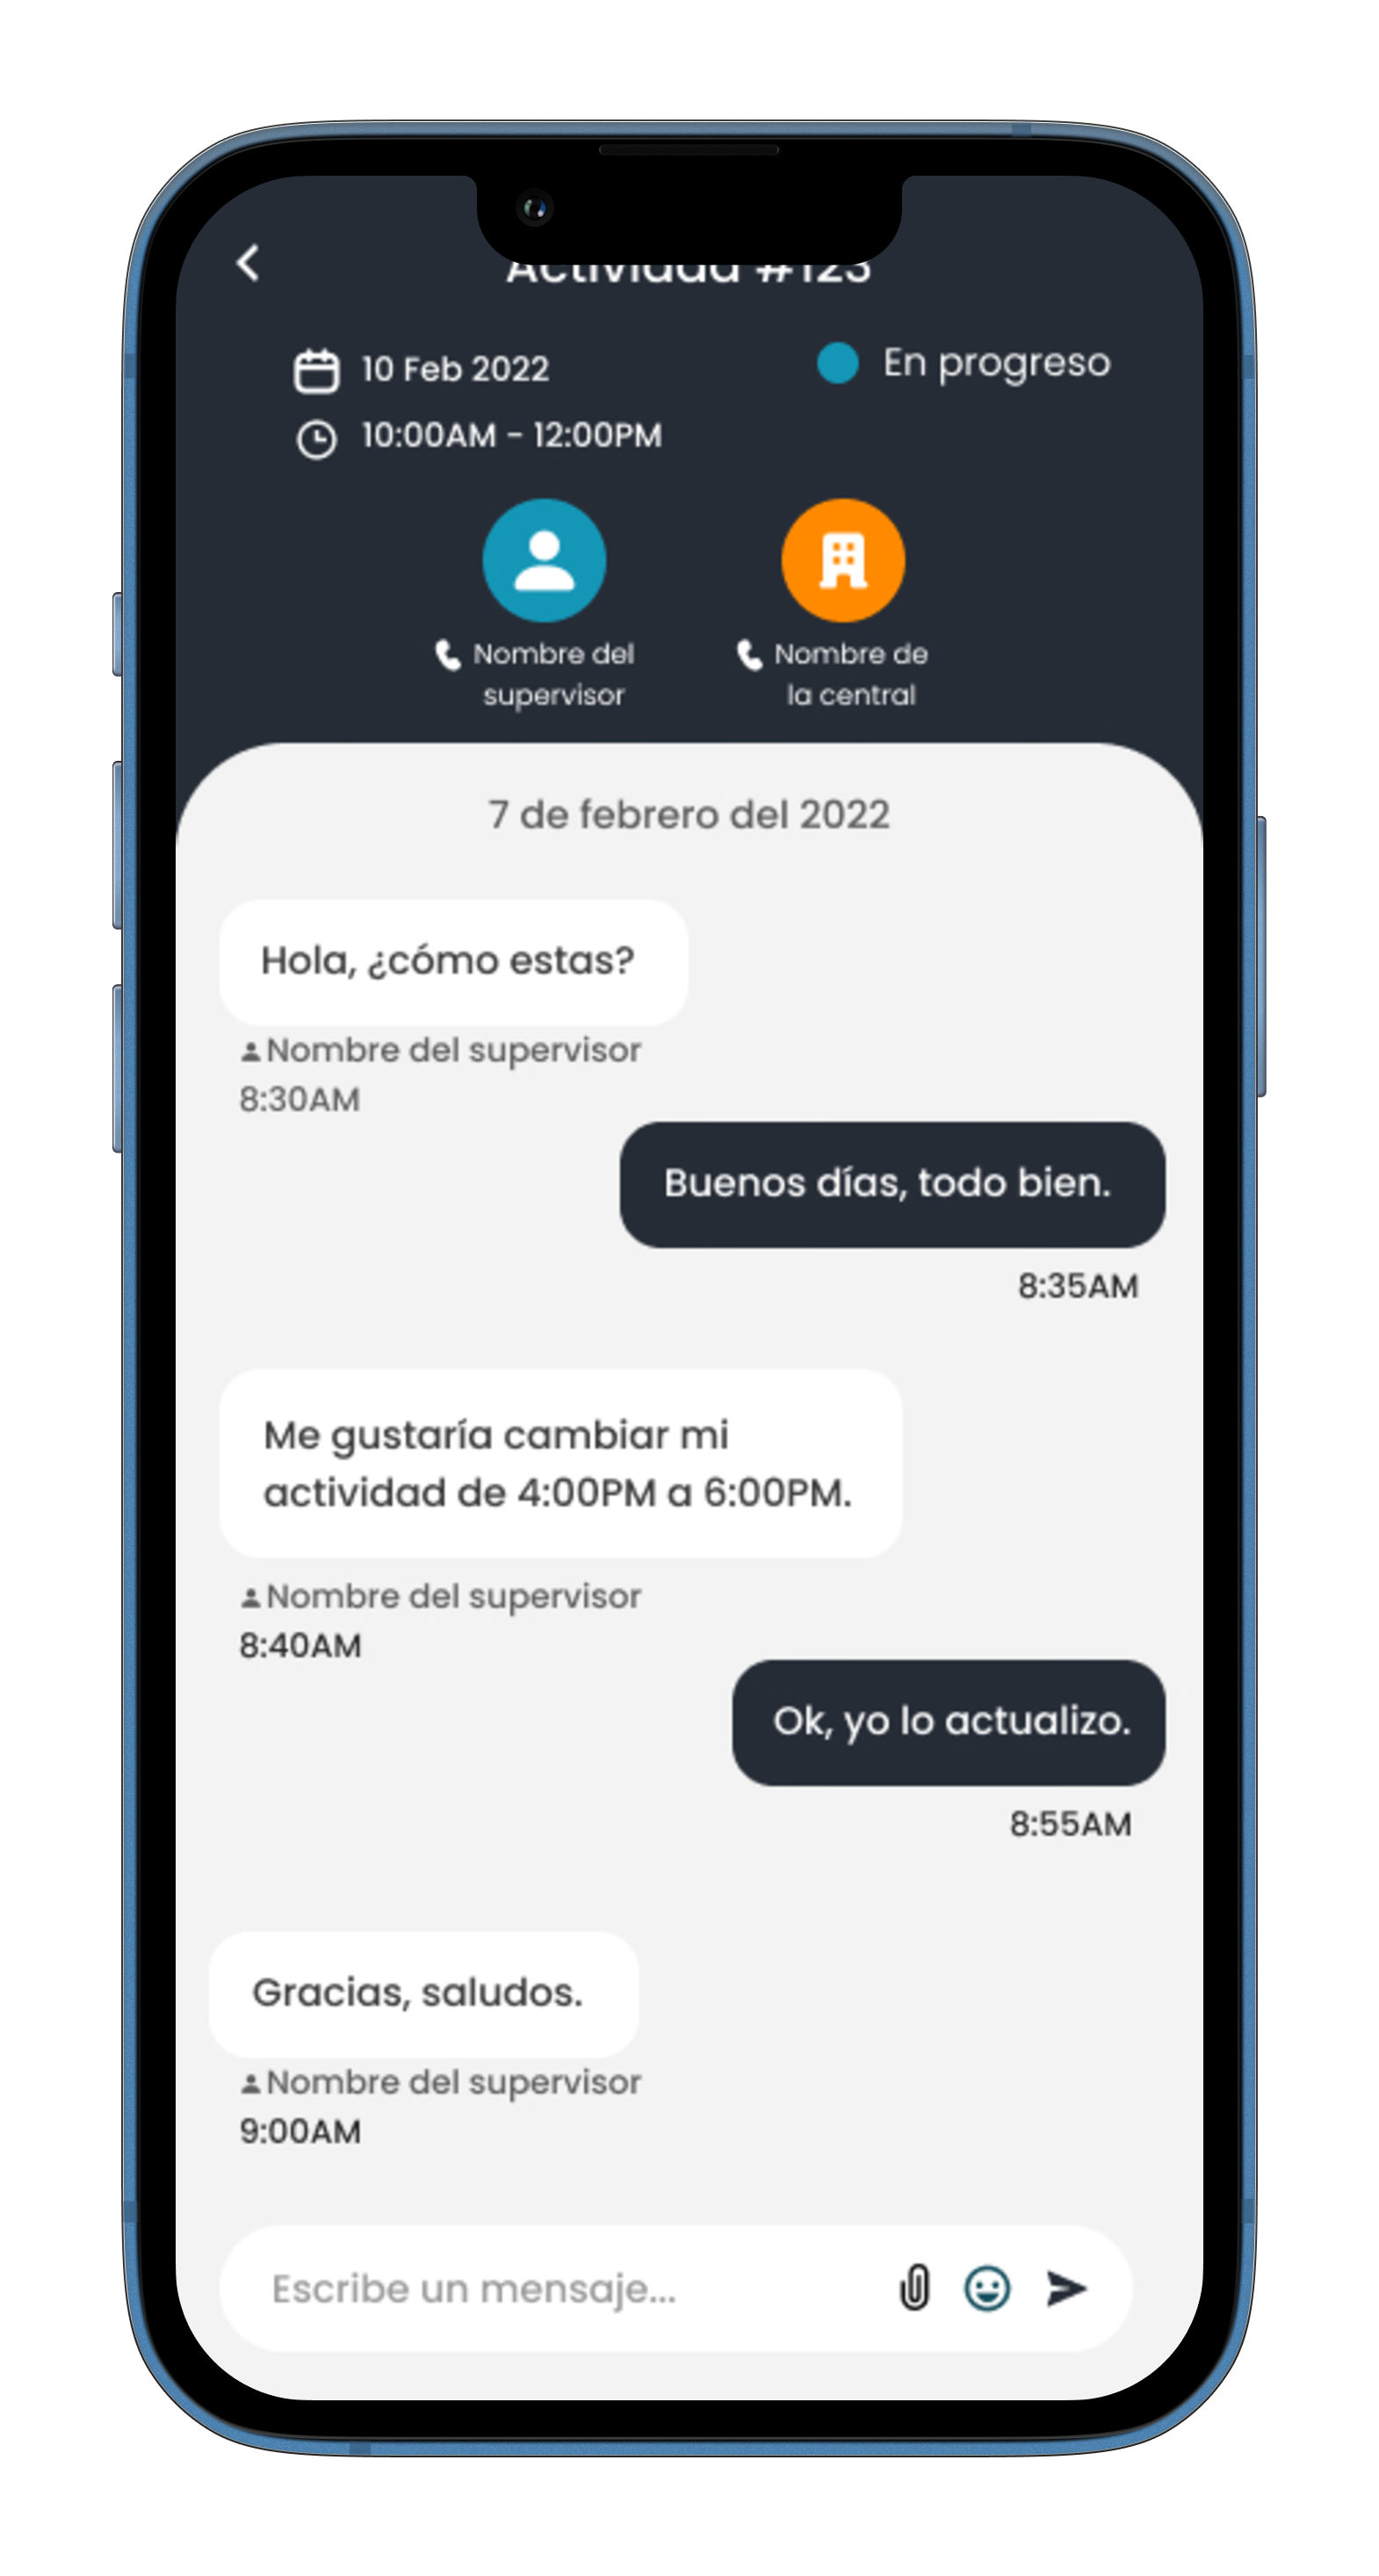 Actividad #123
10 Feb 2022
En progreso
10:00AM - 12:00PM
Nombre del
supervisor
Nombre de
la central
7 de febrero del 2022
Hola, ¿cómo estas?
Nombre del supervisor
8:30AM
Buenos días, todo bien.
8:35AM
Me gustaría cambiar mi
actividad de 4:00PM a 6:00PM.
Nombre del supervisor
8:40AM
Ok, yo lo actualizo.
8:55AM
Gracias, saludos.
Nombre del supervisor
9:00AM
Escribe un mensaje...